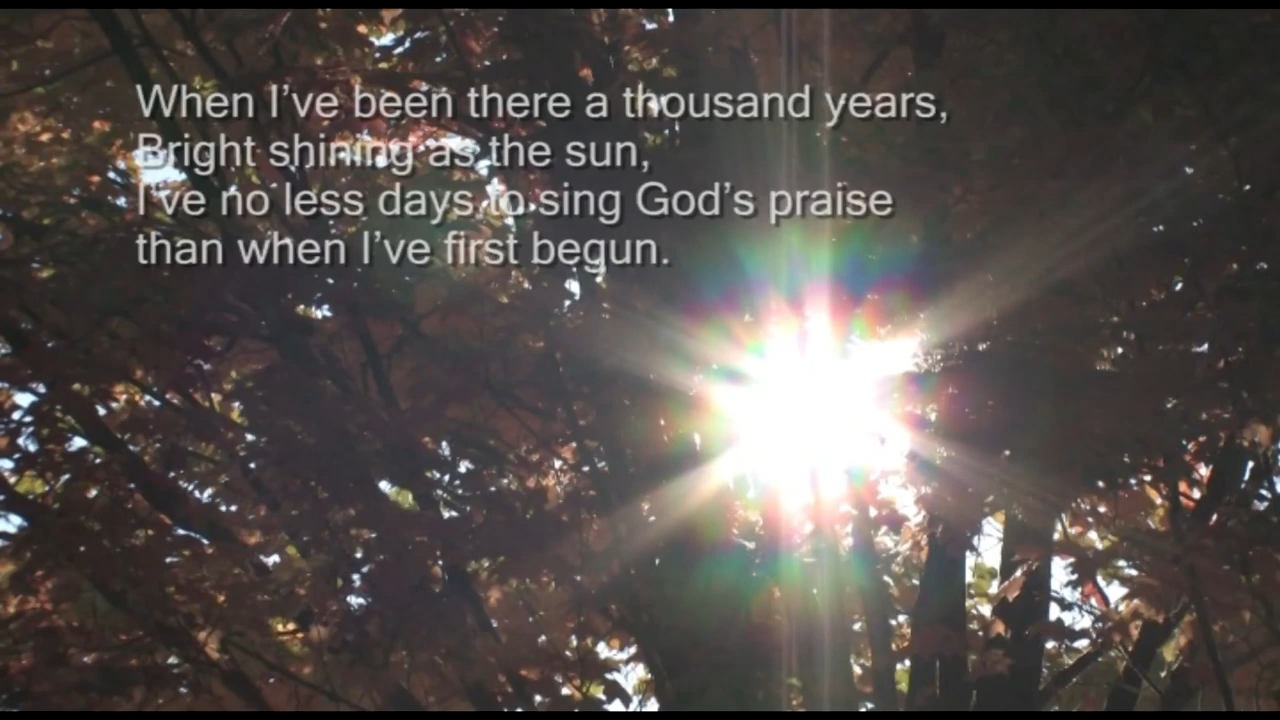 When I've been there a thousand years,
Bright shining as the sun,
I've no less days to sing God's praise
than when I've first begun.